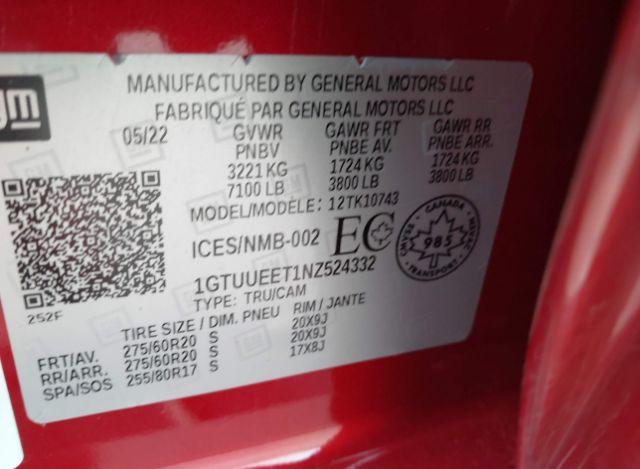 gm
MANUFACTURED BY GENERAL MOTORS LLC
FABRIQUÉ PAR GENERAL MOTORS LLC
05/22 GVWR GAWR FRT GAWR RR
PNBV PNBE AV. PNBE ARR.
3221 KG 1724 KG 1724 KG
7100 LB 3800 LB 3800 LB
MODEL/MODÈLE: 12TK10743
ICES/NMB-002 EC
CANADA
985
TRANSPORT
1GTUUEET1NZ524332
TYPE: TRU/CAM
252F
TIRE SIZE / DIM. PNEU RIM / JANTE
FRT/AV. 275/60R20 S 20X9J
RR/ARR. 275/60R20 S 20X9J
SPA/SOS 255/80R17 S 17X8J